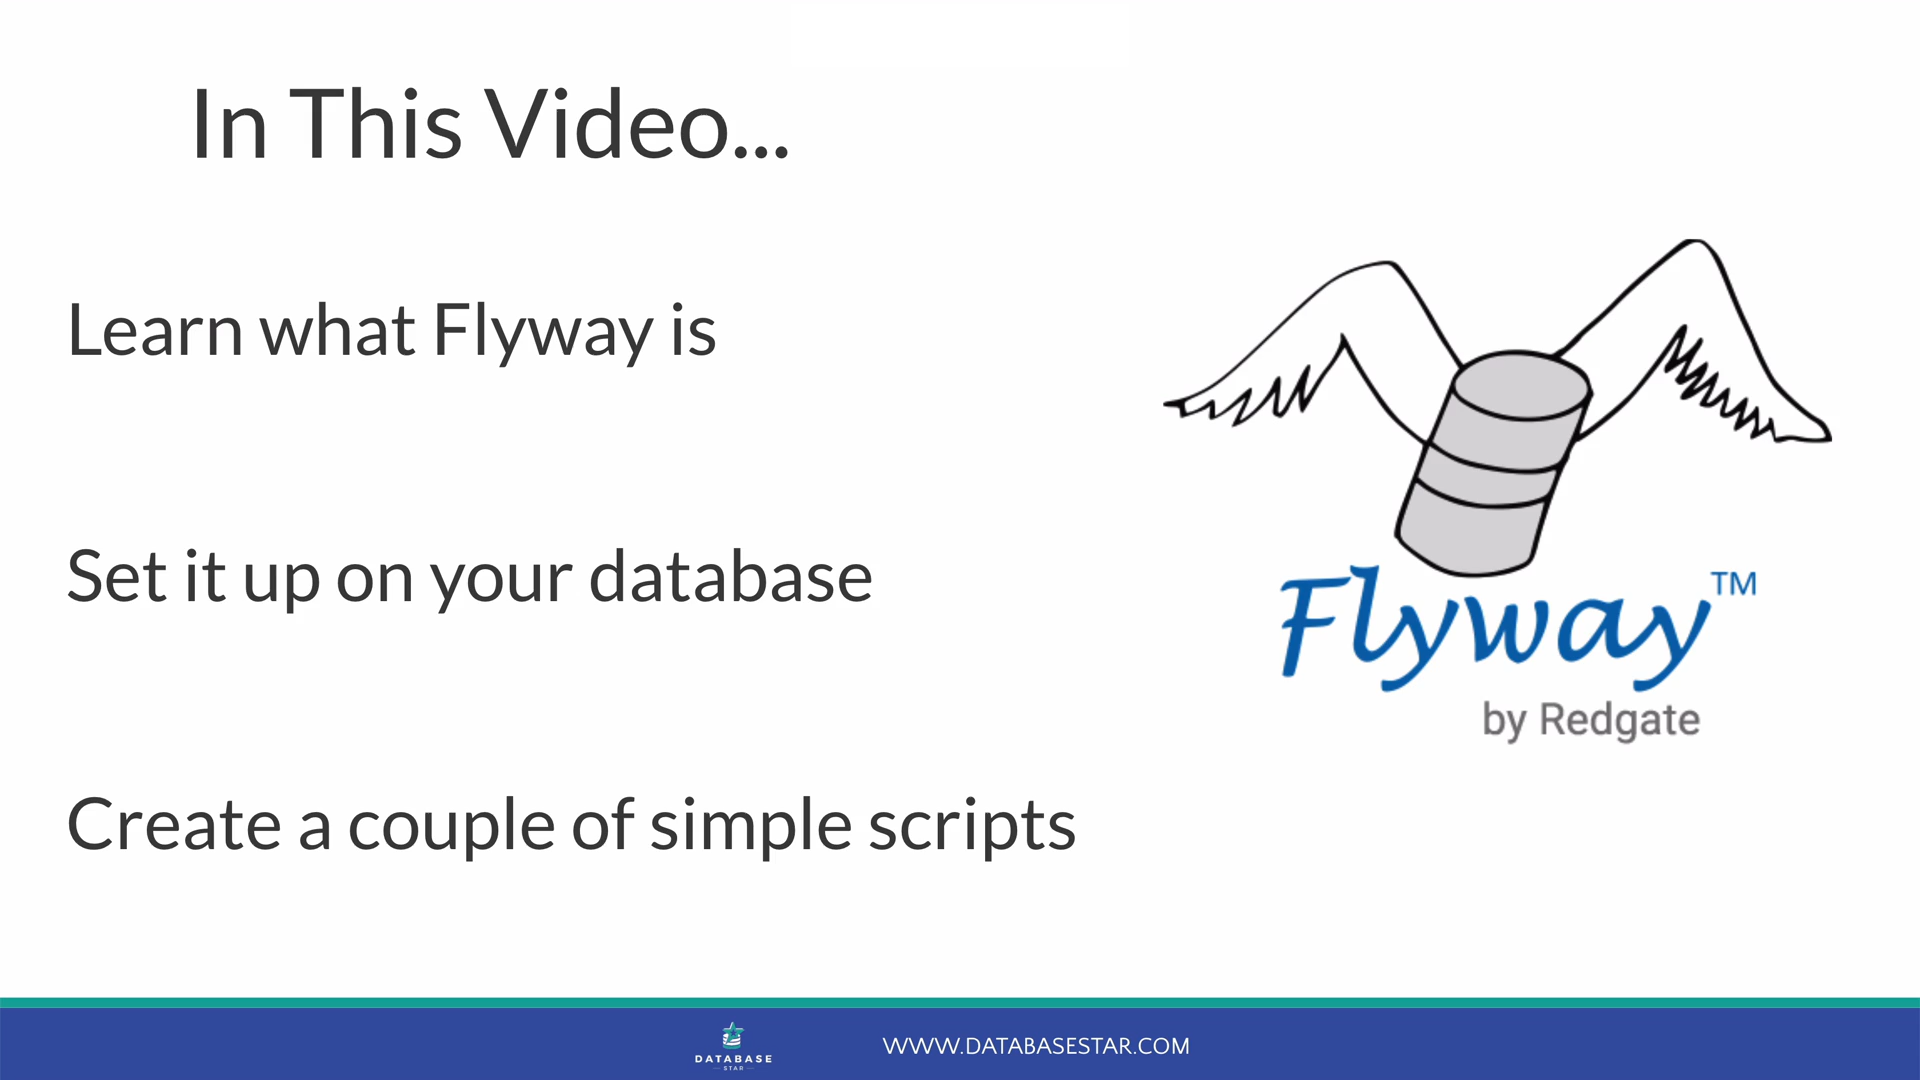 In This Video...
Learn what Flyway is
Set it up on your database
Create a couple of simple scripts
Flyway™
by Redgate
DATABASE
STAR
WWW.DATABASESTAR.COM